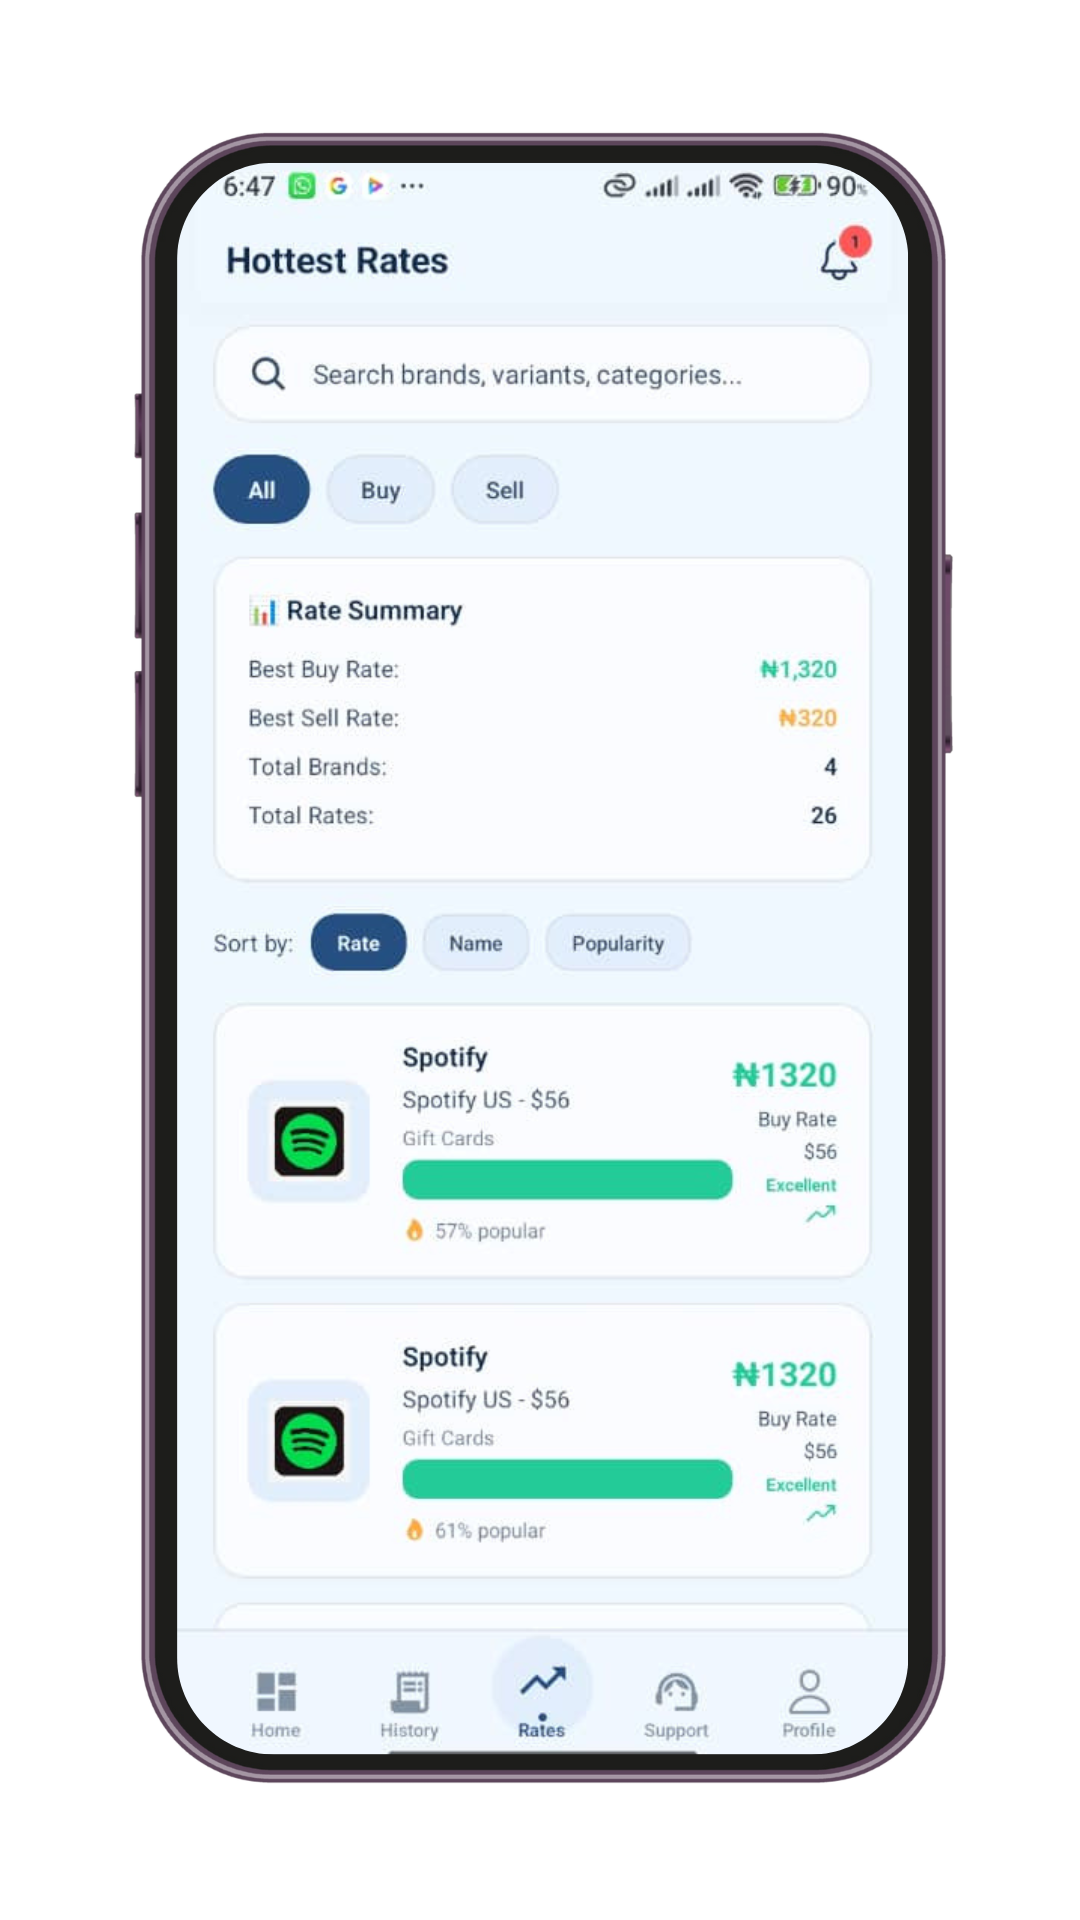 6:47 ... 90%
Hottest Rates
1
Search brands, variants, categories...
All Buy Sell
📊 Rate Summary
Best Buy Rate: ₦1,320
Best Sell Rate: ₦320
Total Brands: 4
Total Rates: 26
Sort by: Rate Name Popularity
Spotify
₦1320
Spotify US - $56
Buy Rate
Gift Cards
$56
Excellent
🔥 57% popular
Spotify
₦1320
Spotify US - $56
Buy Rate
Gift Cards
$56
Excellent
🔥 61% popular
Home History Rates Support Profile